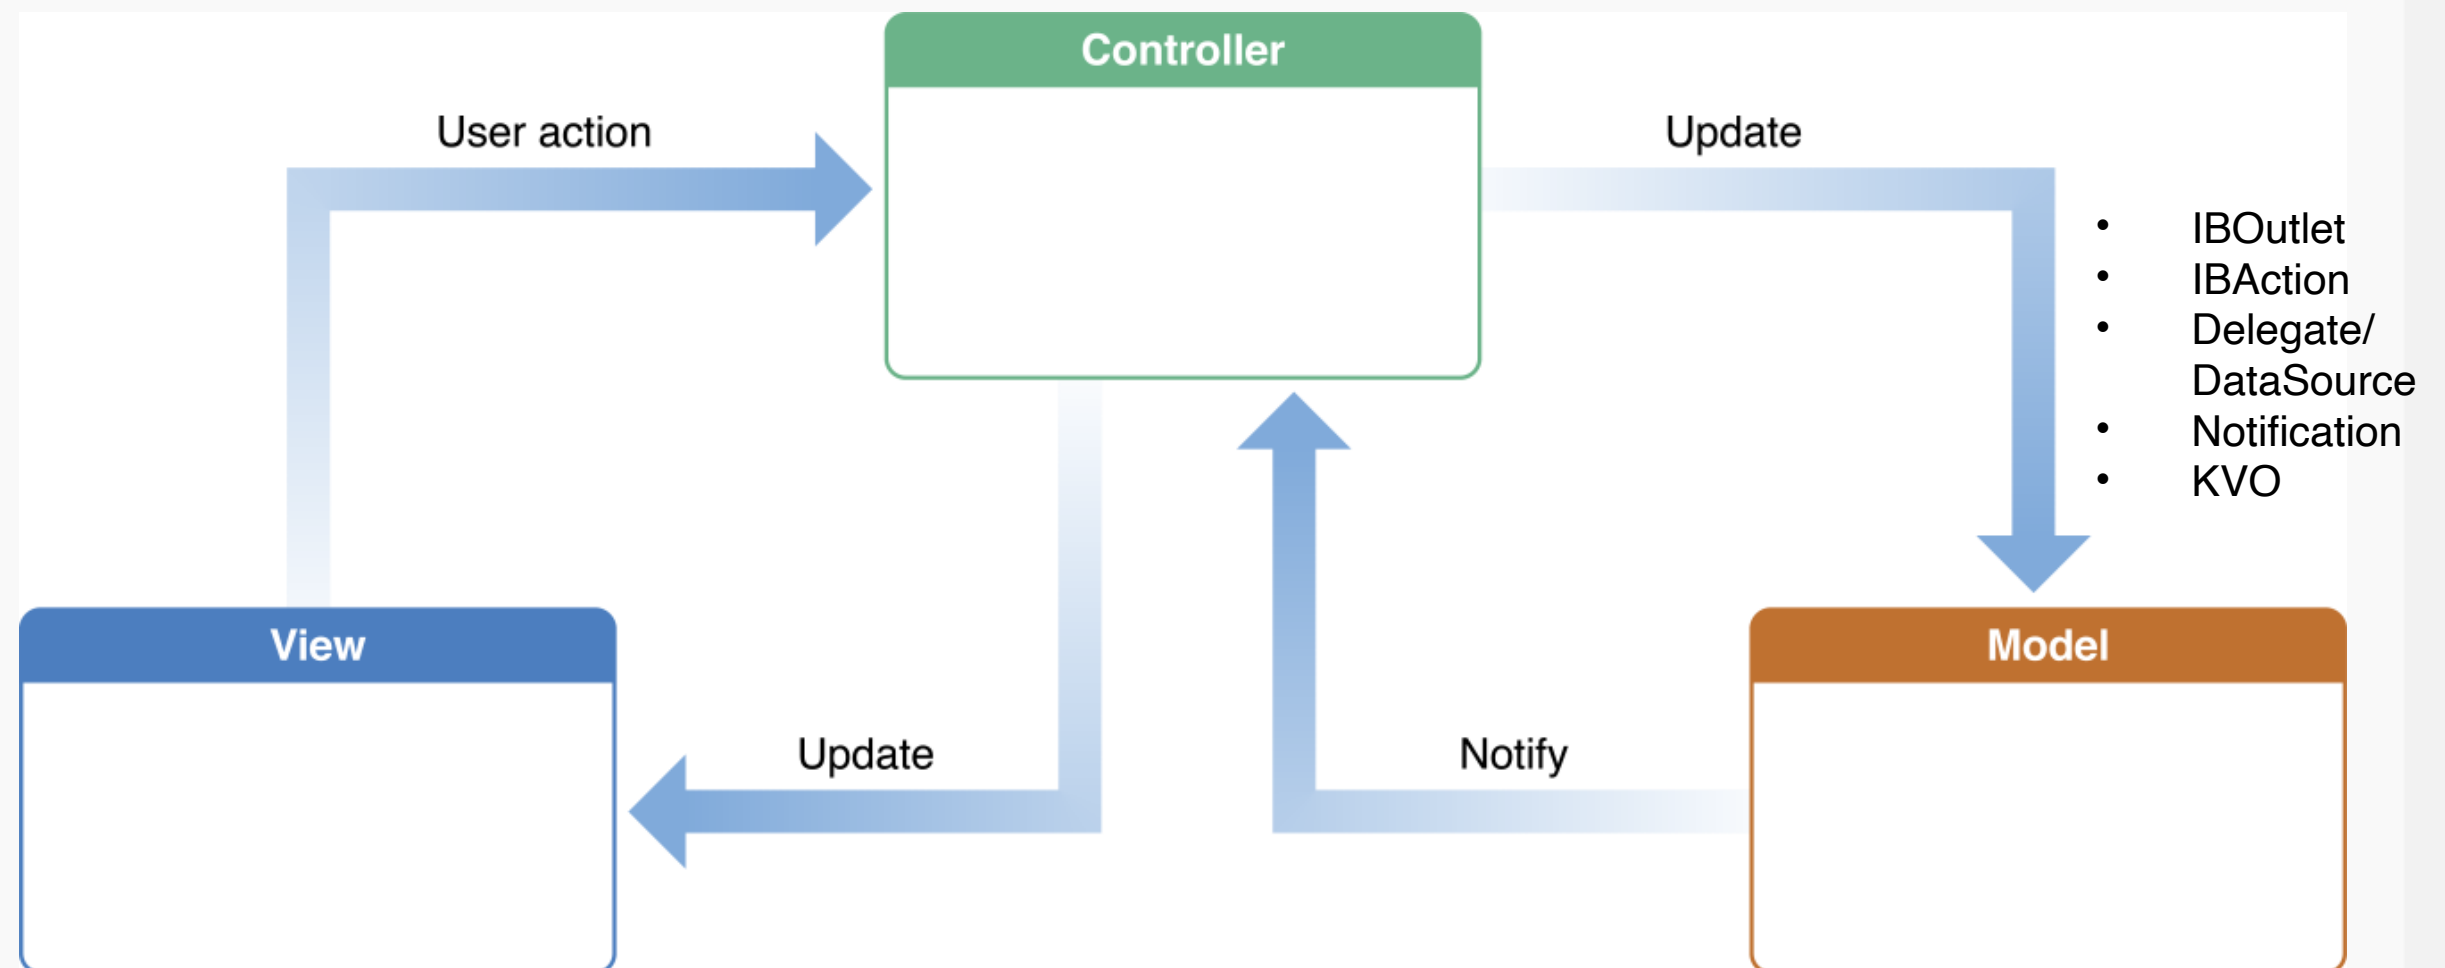 Controller
User action
Update
• IBOutlet
• IBAction
• Delegate/
DataSource
• Notification
• KVO
View
Model
Update
Notify